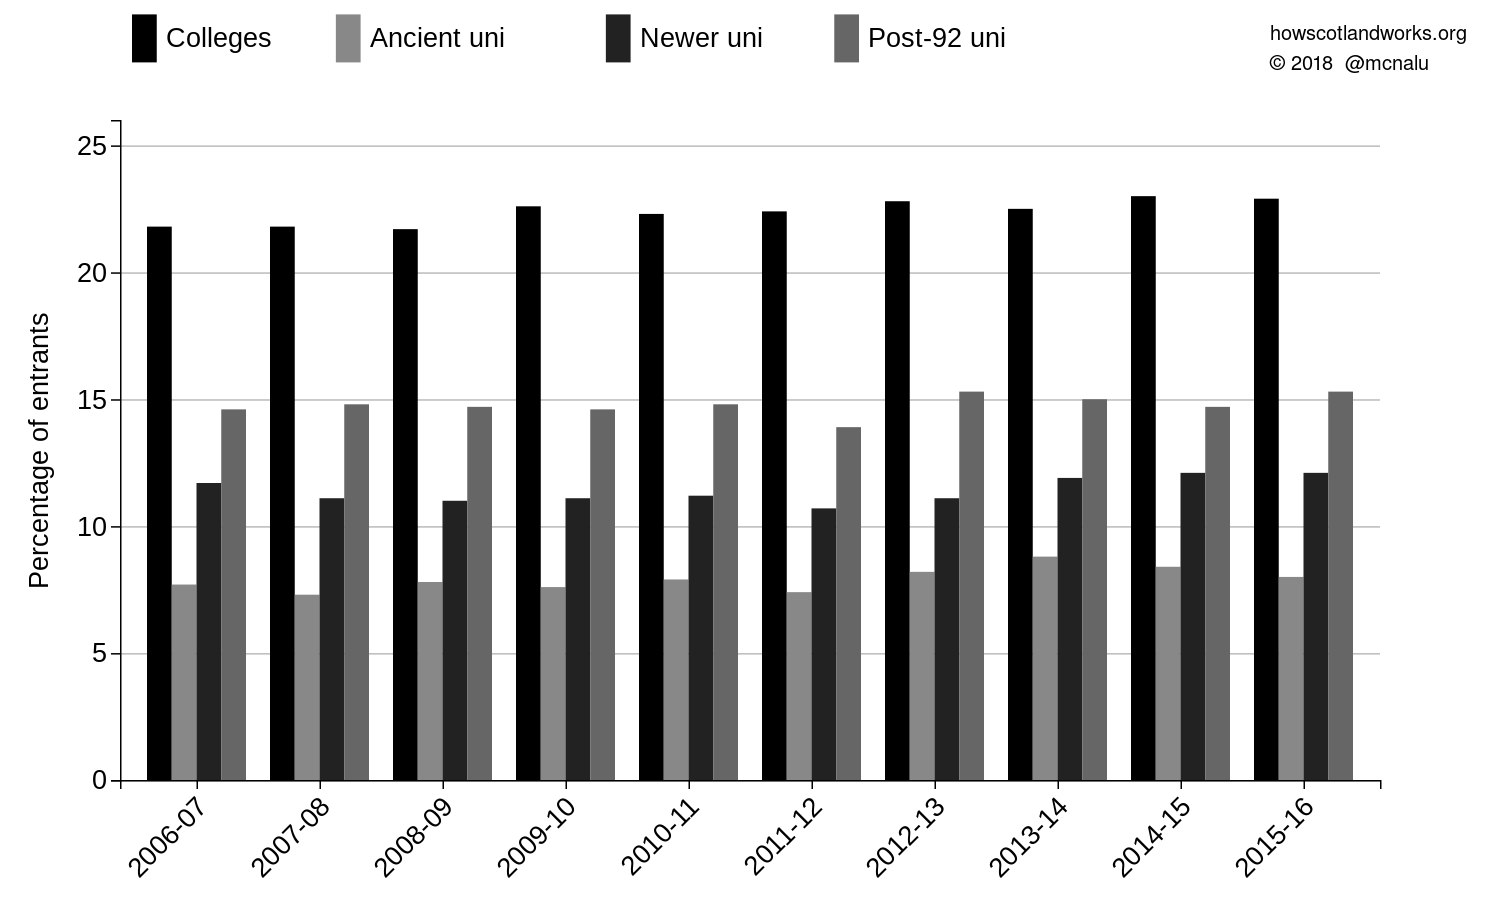 Colleges
Ancient uni
Newer uni
Post-92 uni
howscotlandworks.org
© 2018 @mcnalu
Percentage of entrants
25
20
15
10
5
0
2006-07
2007-08
2008-09
2009-10
2010-11
2011-12
2012-13
2013-14
2014-15
2015-16